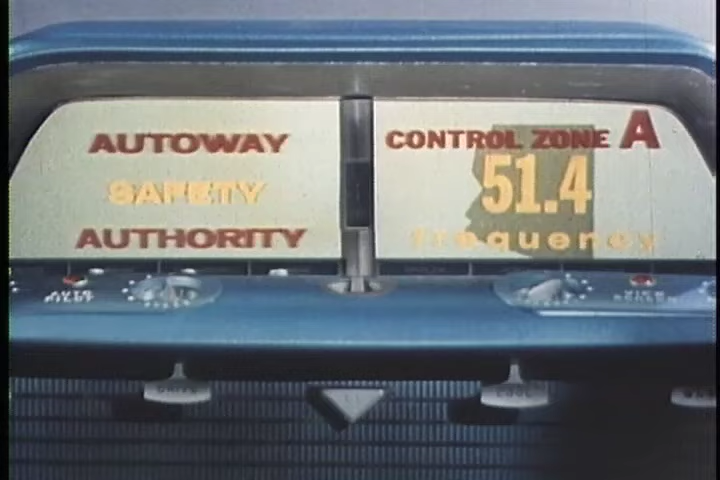 AUTOWAY
SAFETY
AUTHORITY
CONTROL ZONE A
51.4
frequency